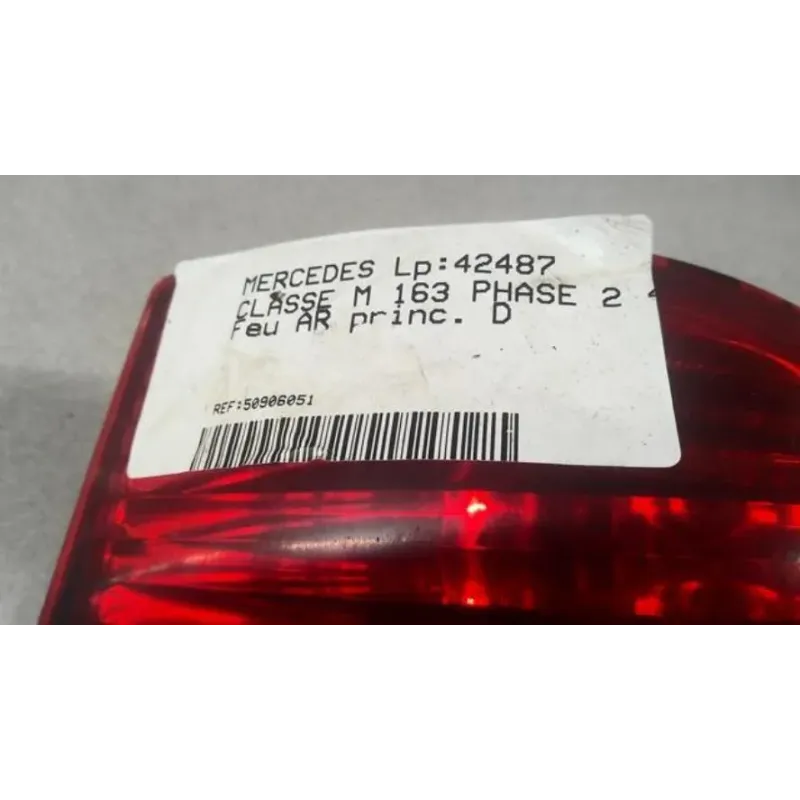 MERCEDES Lp:42487
CLASSE M 163 PHASE 2
Feu AR princ. D
REF:50906051